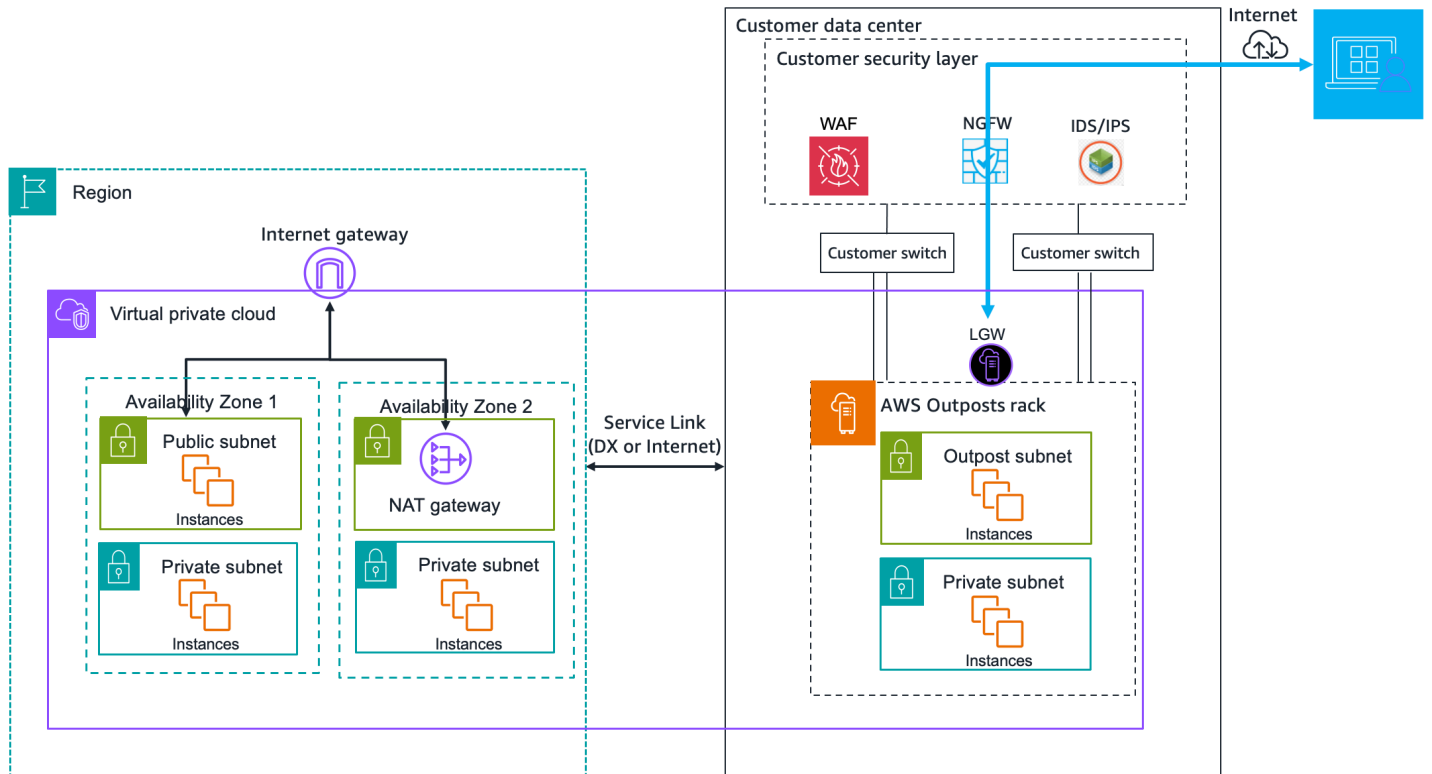 Customer data center
Internet
Customer security layer
WAF
NGFW
IDS/IPS
Region
Internet gateway
Customer switch
Customer switch
Virtual private cloud
LGW
Availability Zone 1
Availability Zone 2
Service Link
(DX or Internet)
AWS Outposts rack
Public subnet
Instances
NAT gateway
Outpost subnet
Instances
Private subnet
Instances
Private subnet
Instances
Private subnet
Instances